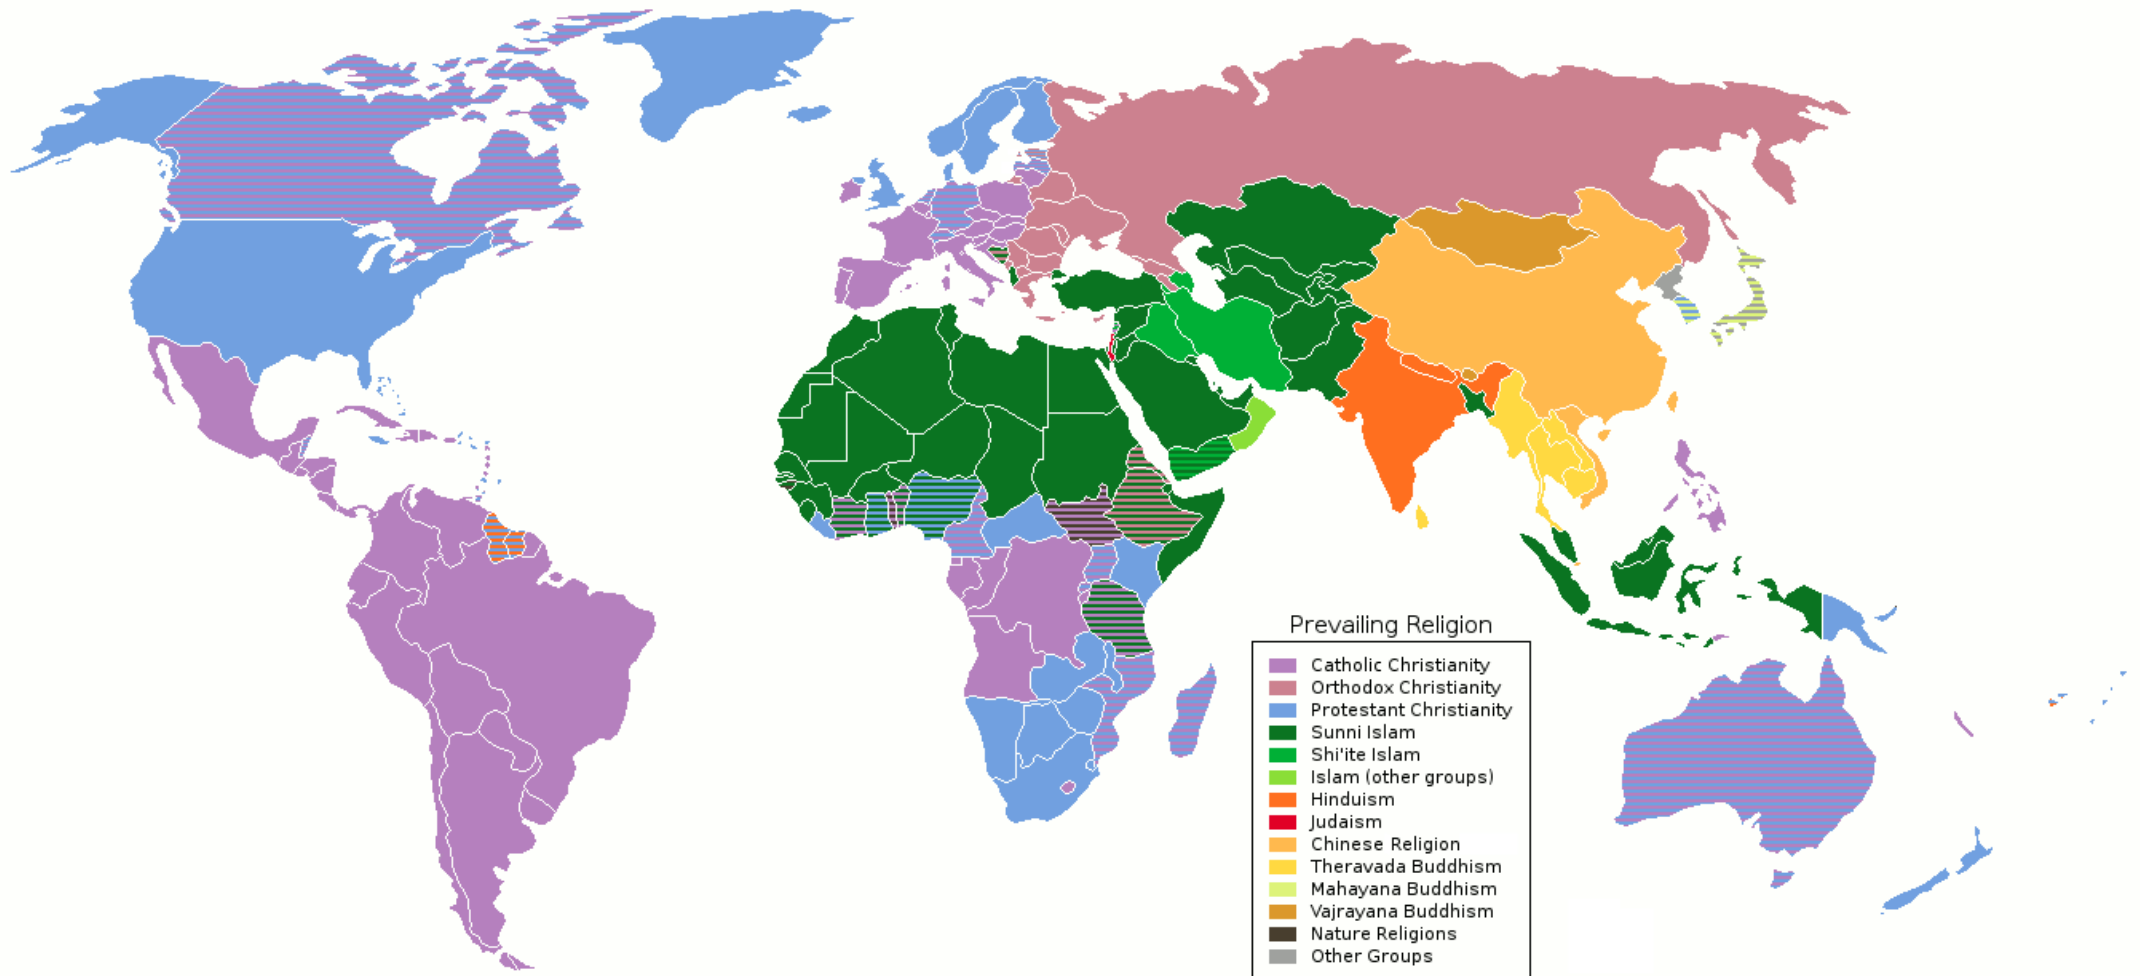 Prevailing Religion
Catholic Christianity
Orthodox Christianity
Protestant Christianity
Sunni Islam
Shi'ite Islam
Islam (other groups)
Hinduism
Judaism
Chinese Religion
Theravada Buddhism
Mahayana Buddhism
Vajrayana Buddhism
Nature Religions
Other Groups